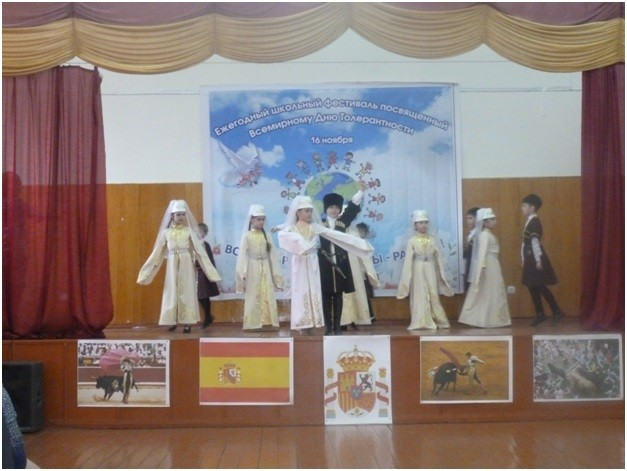 Ежегодный школьный фестиваль посвященный
Всемирному Дню Толерантности
16 ноября